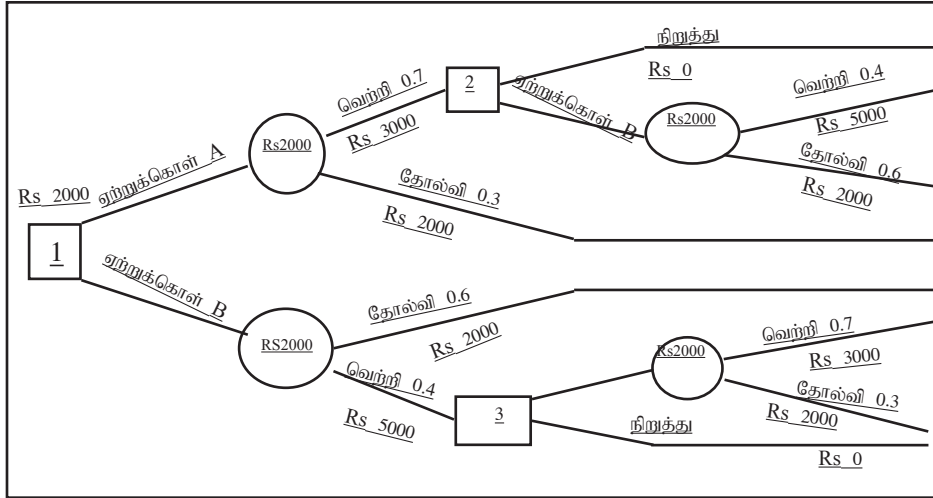 நிறுத்து
Rs 0
வெற்றி 0.7
Rs 3000
2
ஏற்றுக்கொள் B
Rs2000
வெற்றி 0.4
Rs 5000
தோல்வி 0.6
Rs 2000
Rs 2000
ஏற்றுக்கொள் A
Rs2000
தோல்வி 0.3
Rs 2000
1
ஏற்றுக்கொள் B
RS2000
தோல்வி 0.6
Rs 2000
வெற்றி 0.4
Rs 5000
3
Rs2000
வெற்றி 0.7
Rs 3000
தோல்வி 0.3
Rs 2000
நிறுத்து
Rs 0